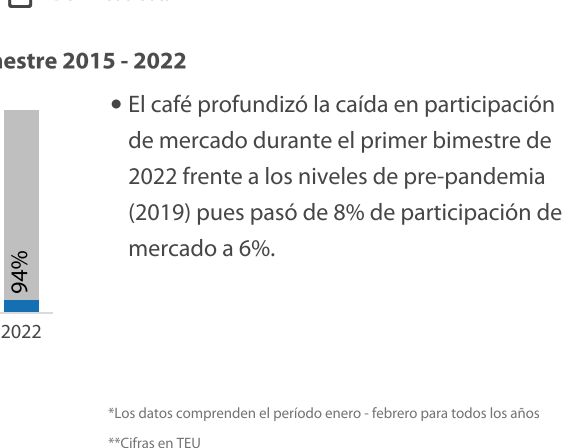 2015 - 2022
● El café profundizó la caída en participación
de mercado durante el primer bimestre de
2022 frente a los niveles de pre-pandemia
(2019) pues pasó de 8% de participación de
mercado a 6%.
94%
2022
*Los datos comprenden el período enero - febrero para todos los años
**Cifras en TEU